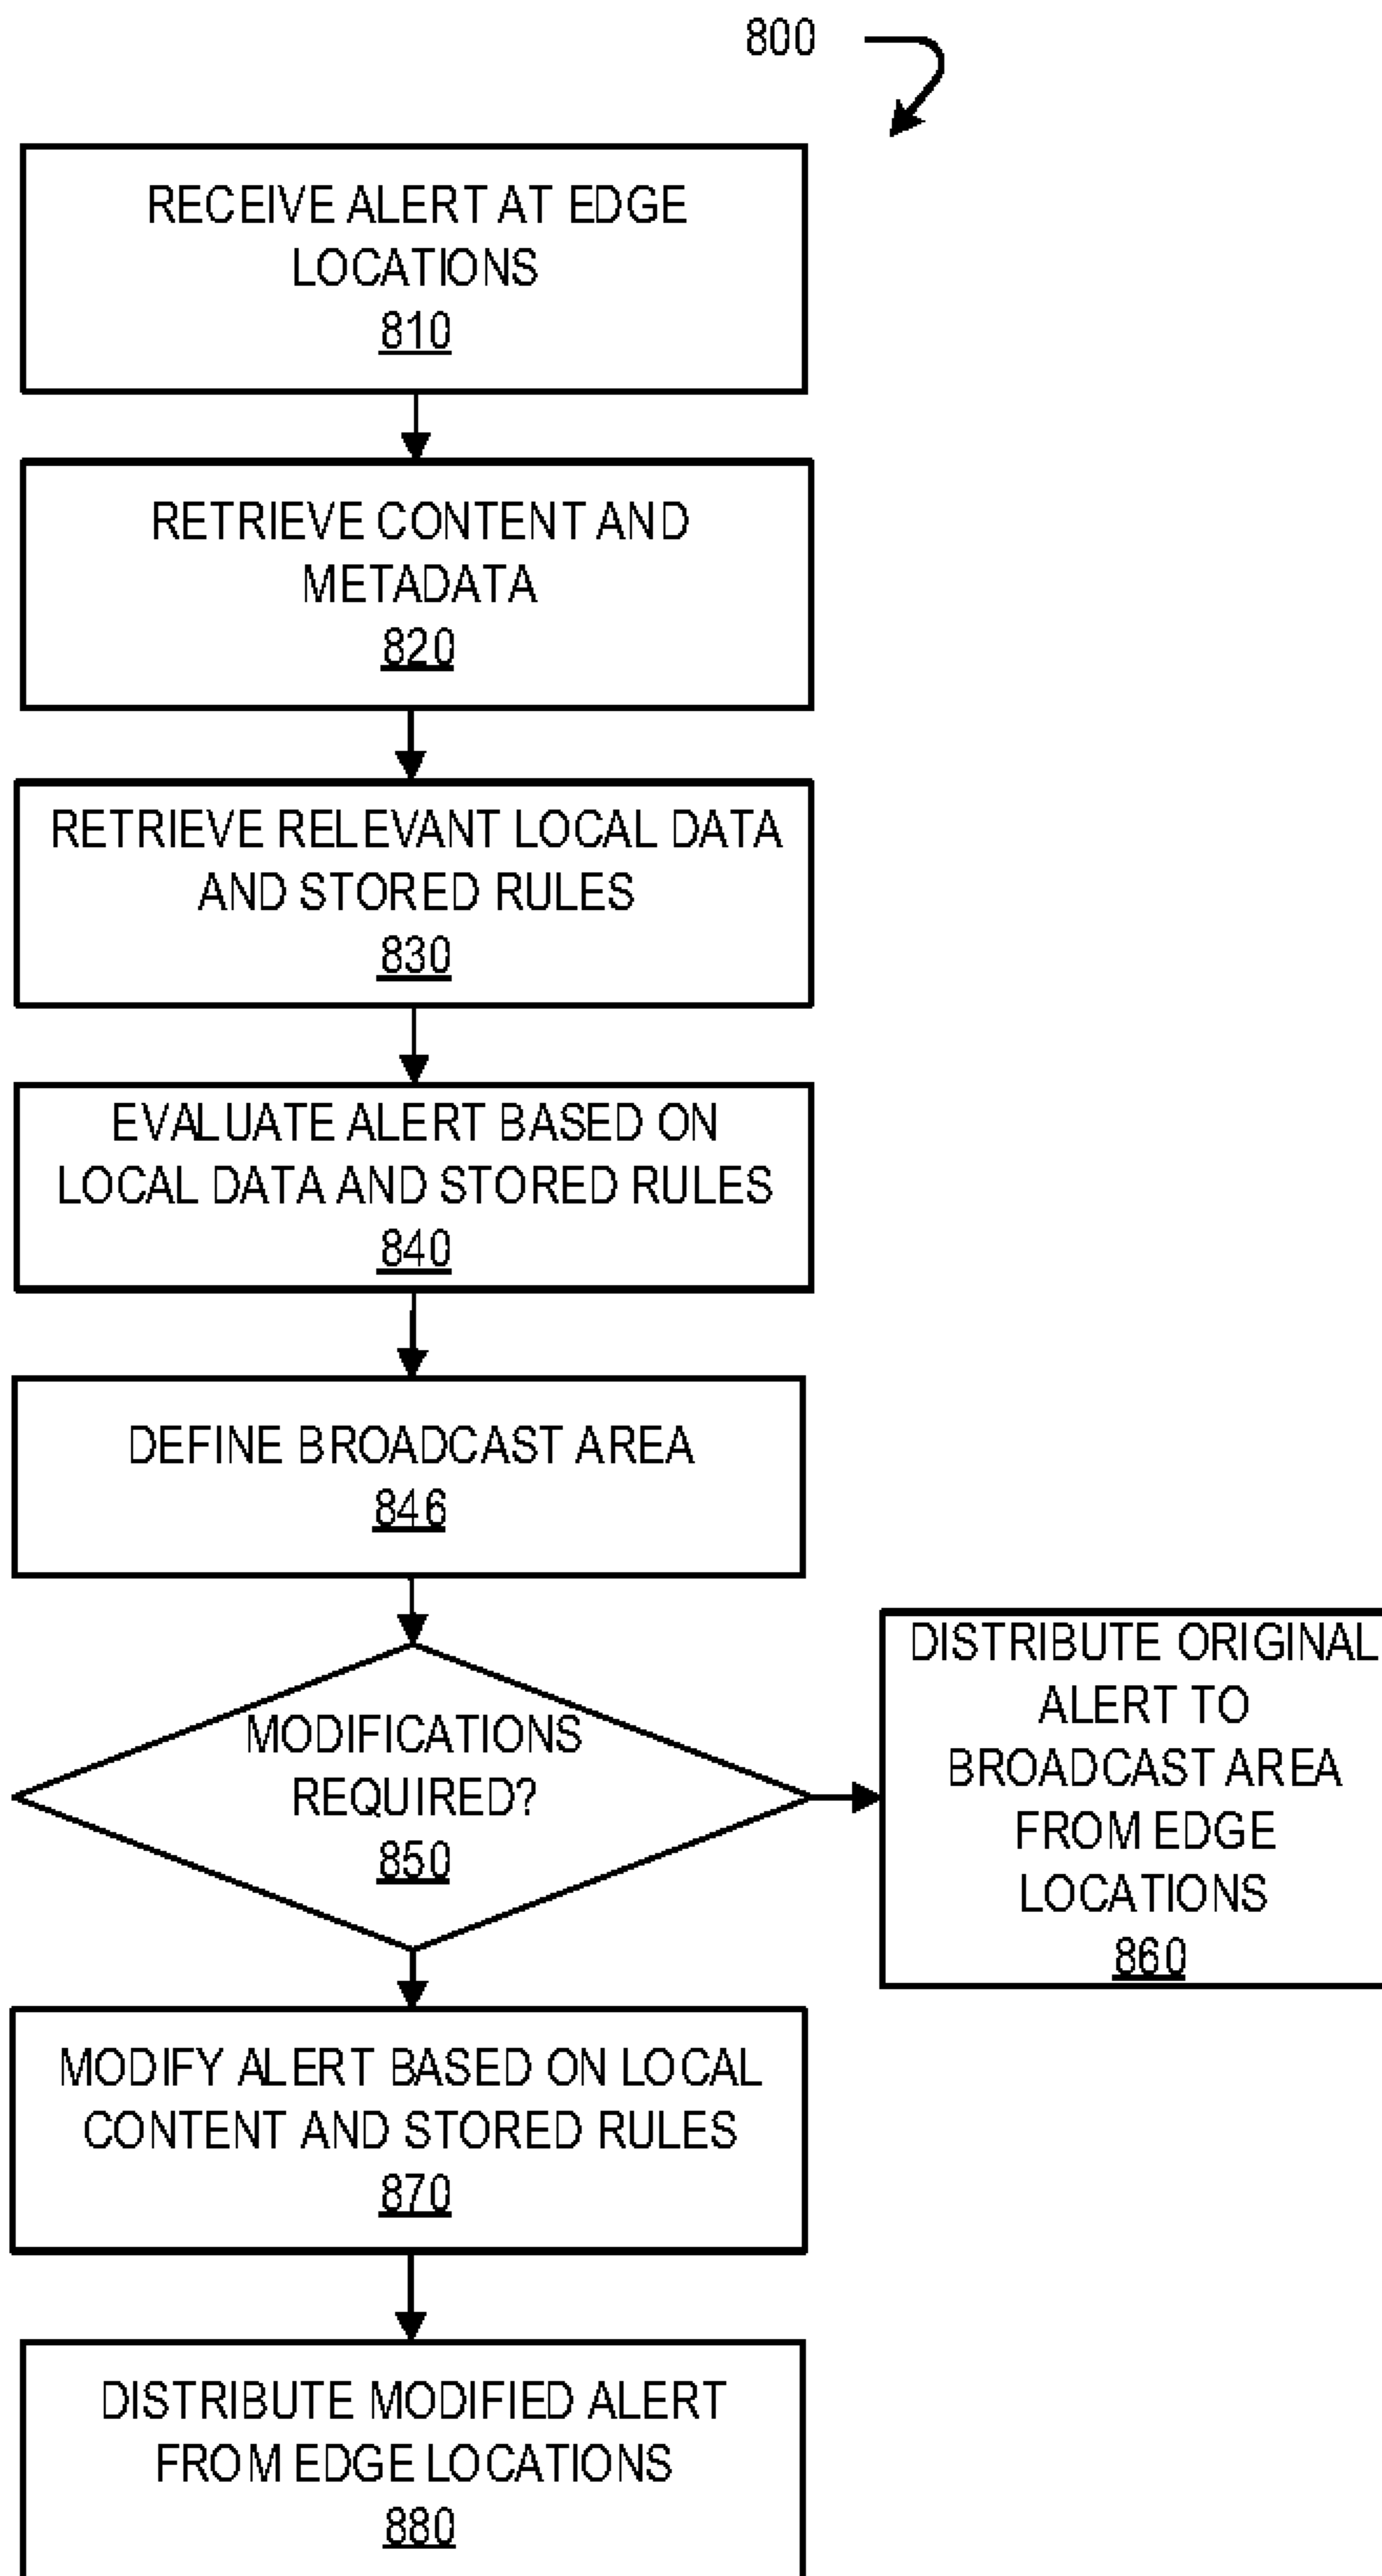 800
RECEIVE ALERT AT EDGE
LOCATIONS
810
RETRIEVE CONTENT AND
METADATA
820
RETRIEVE RELEVANT LOCAL DATA
AND STORED RULES
830
EVALUATE ALERT BASED ON
LOCAL DATA AND STORED RULES
840
DEFINE BROADCAST AREA
846
MODIFICATIONS
REQUIRED?
850
DISTRIBUTE ORIGINAL
ALERT TO
BROADCAST AREA
FROM EDGE
LOCATIONS
860
MODIFY ALERT BASED ON LOCAL
CONTENT AND STORED RULES
870
DISTRIBUTE MODIFIED ALERT
FROM EDGE LOCATIONS
880